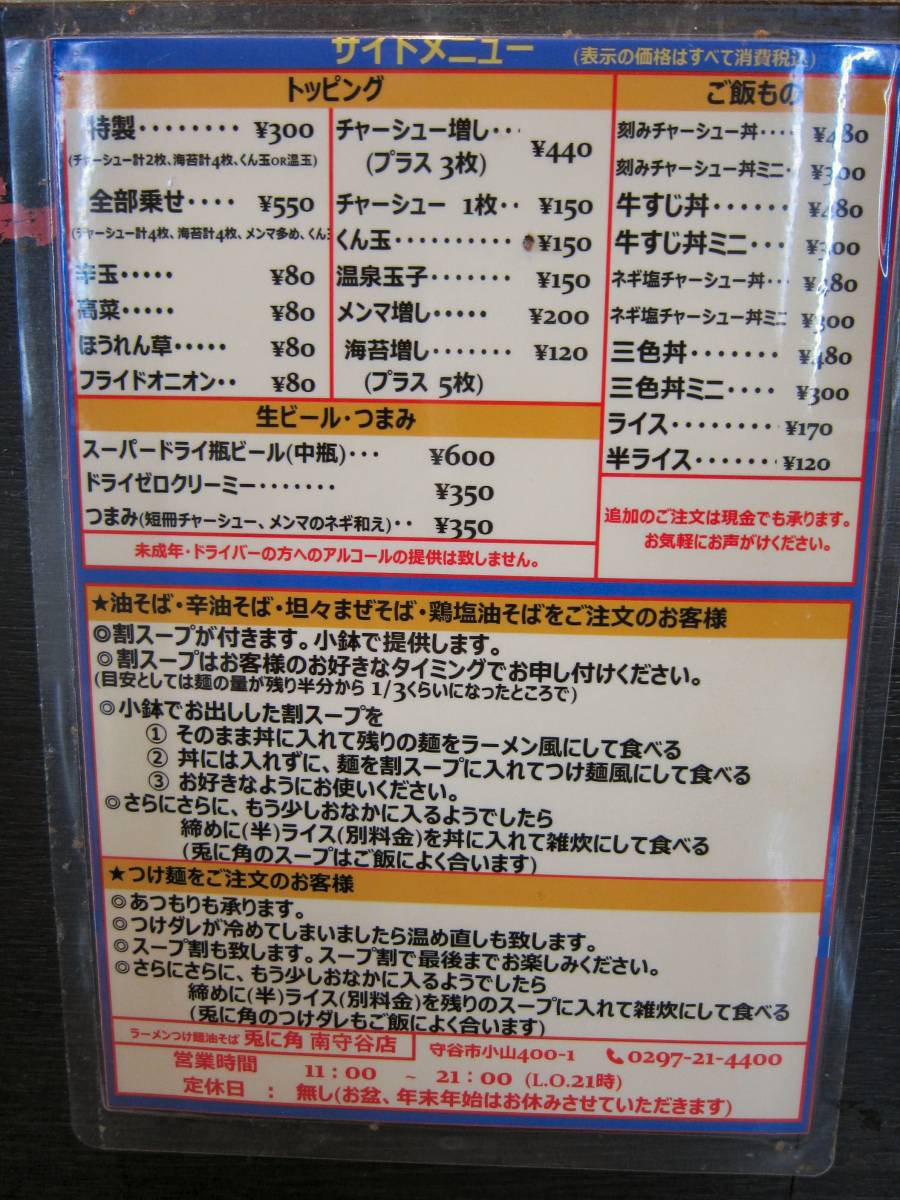 サイドメニュー (表示の価格はすべて消費税込)
トッピング
特製‥‥‥‥ ¥300
(チャーシュー計2枚、海苔計4枚、くん玉OR温玉)
全部乗せ‥‥ ¥550
(チャーシュー計4枚、海苔計4枚、メンマ多め、くん玉
辛玉‥‥‥ ¥80
高菜‥‥‥ ¥80
ほうれん草‥‥‥ ¥80
フライドオニオン‥ ¥80
チャーシュー増し‥・ ¥440
(プラス 3枚)
チャーシュー 1枚‥ ¥150
くん玉‥‥‥‥‥ ¥150
温泉玉子‥‥‥‥ ¥150
メンマ増し‥‥‥ ¥200
海苔増し‥‥‥‥ ¥120
(プラス 5枚)
ご飯もの
刻みチャーシュー丼‥‥ ¥480
刻みチャーシュー丼ミニ・ ¥300
牛すじ丼‥‥‥ ¥480
牛すじ丼ミニ‥・ ¥300
ネギ塩チャーシュー丼‥・ ¥480
ネギ塩チャーシュー丼ミニ ¥300
三色丼‥‥‥‥ ¥480
三色丼ミニ‥‥ ¥300
ライス‥‥‥‥‥ ¥170
半ライス‥‥‥‥ ¥120
生ビール・つまみ
スーパードライ瓶ビール(中瓶)‥・ ¥600
ドライゼロクリーミー‥‥‥‥ ¥350
つまみ(短冊チャーシュー、メンマのネギ和え)‥ ¥350
未成年・ドライバーの方へのアルコールの提供は致しません。
追加のご注文は現金でも承ります。
お気軽にお声がけください。
★油そば・辛油そば・坦々まぜそば・鶏塩油そばをご注文のお客様
◎割スープが付きます。小鉢で提供します。
◎割スープはお客様のお好きなタイミングでお申し付けください。
(目安としては麺の量が残り半分から 1/3くらいになったところで)
◎小鉢でお出しした割スープを
① そのまま丼に入れて残りの麺をラーメン風にして食べる
② 丼には入れずに、麺を割スープに入れてつけ麺風にして食べる
③ お好きなようにお使いください。
◎さらにさらに、もう少しおなかに入るようでしたら
締めに(半)ライス(別料金)を丼に入れて雑炊にして食べる
(兎に角のスープはご飯によく合います)
★つけ麺をご注文のお客様
◎あつもりも承ります。
◎つけダレが冷めてしまいましたら温め直しも致します。
◎スープ割も致します。スープ割で最後までお楽しみください。
◎さらにさらに、もう少しおなかに入るようでしたら
締めに(半)ライス(別料金)を残りのスープに入れて雑炊にして食べる
(兎に角のつけダレもご飯によく合います)
ラーメンつけ麺油そば 兎に角 南守谷店 守谷市小山400-1 📞0297-21-4400
営業時間 11：00 ~ 21：00 (L.O.21時)
定休日 ： 無し(お盆、年末年始はお休みさせていただきます)